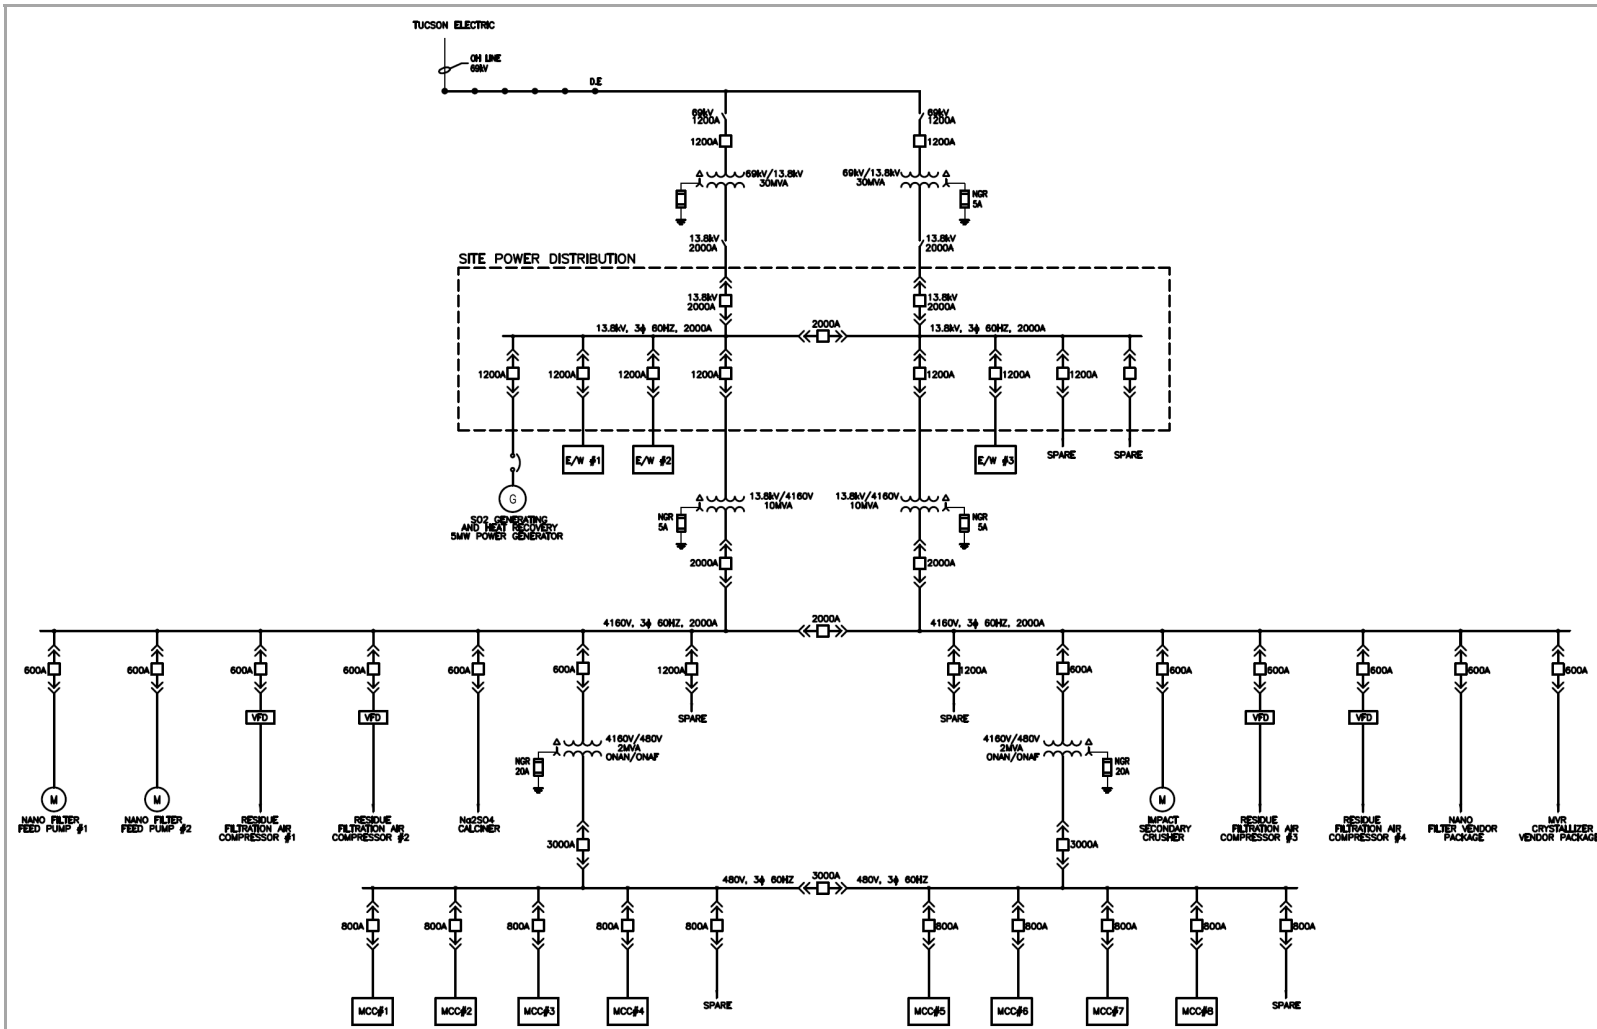 TUCSON ELECTRIC
OH LINE
69kV
D.E
69kV
1200A
69kV
1200A
1200A
1200A
69kV/13.8kV
30MVA
69kV/13.8kV
30MVA
NGR
5A
13.8kV
2000A
13.8kV
2000A
SITE POWER DISTRIBUTION
13.8kV
2000A
13.8kV
2000A
13.8kV, 3ϕ 60HZ, 2000A
2000A
13.8kV, 3ϕ 60HZ, 2000A
1200A
1200A
1200A
1200A
1200A
1200A
1200A
E/W #1
E/W #2
E/W #3
SPARE
SPARE
G
SO2 GENERATING
AND HEAT RECOVERY
5MW POWER GENERATOR
13.8kV/4160V
10MVA
13.8kV/4160V
10MVA
NGR
5A
NGR
5A
2000A
2000A
4160V, 3ϕ 60HZ, 2000A
2000A
4160V, 3ϕ 60HZ, 2000A
600A
600A
600A
600A
600A
600A
1200A
1200A
600A
600A
600A
600A
600A
600A
VFD
VFD
SPARE
SPARE
VFD
VFD
4160V/480V
2MVA
ONAN/ONAF
4160V/480V
2MVA
ONAN/ONAF
NGR
20A
NGR
20A
M
M
M
NANO FILTER
FEED PUMP #1
NANO FILTER
FEED PUMP #2
RESIDUE
FILTRATION AIR
COMPRESSOR #1
RESIDUE
FILTRATION AIR
COMPRESSOR #2
Na2SO4
CALCINER
IMPACT
SECONDARY
CRUSHER
RESIDUE
FILTRATION AIR
COMPRESSOR #3
RESIDUE
FILTRATION AIR
COMPRESSOR #4
NANO
FILTER VENDOR
PACKAGE
MVR
CRYSTALLIZER
VENDOR PACKAGE
3000A
3000A
480V, 3ϕ 60HZ
3000A
480V, 3ϕ 60HZ
800A
800A
800A
800A
800A
800A
800A
800A
800A
800A
MCC#1
MCC#2
MCC#3
MCC#4
SPARE
MCC#5
MCC#6
MCC#7
MCC#8
SPARE